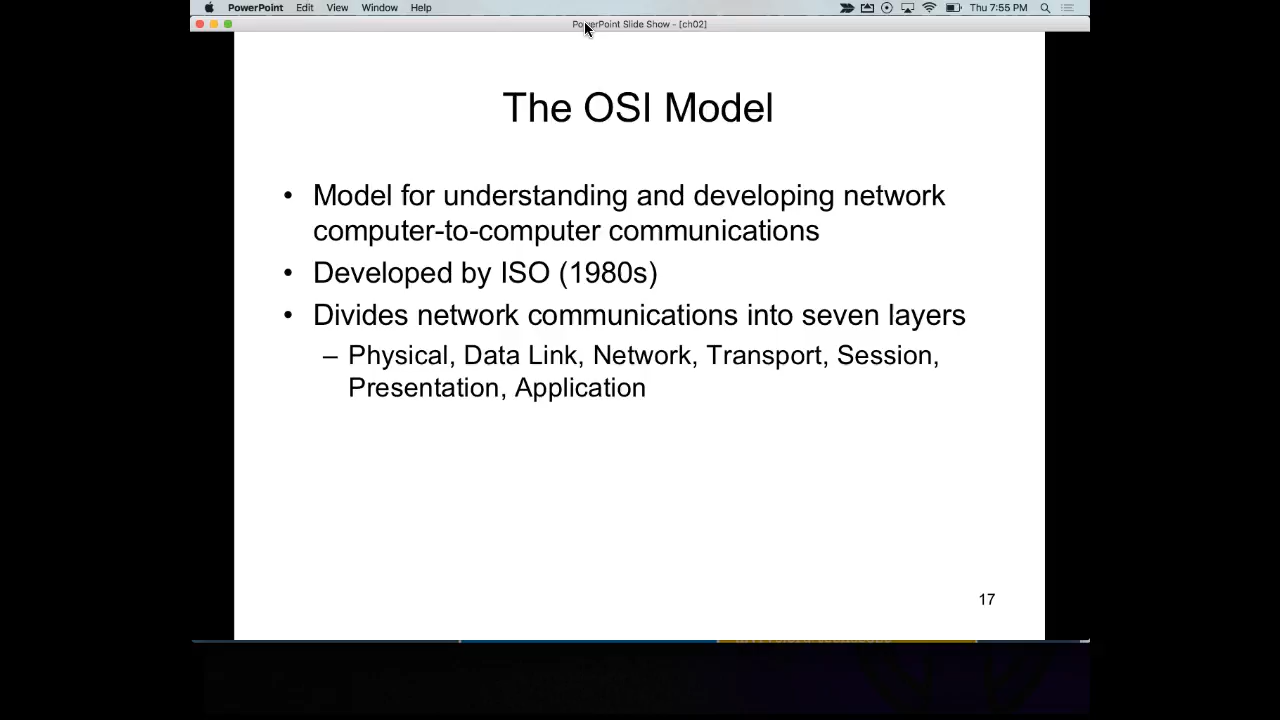 PowerPoint Edit View Window Help Thu 7:55 PM
PowerPoint Slide Show - [ch02]
The OSI Model
• Model for understanding and developing network
computer-to-computer communications
• Developed by ISO (1980s)
• Divides network communications into seven layers
– Physical, Data Link, Network, Transport, Session,
Presentation, Application
17